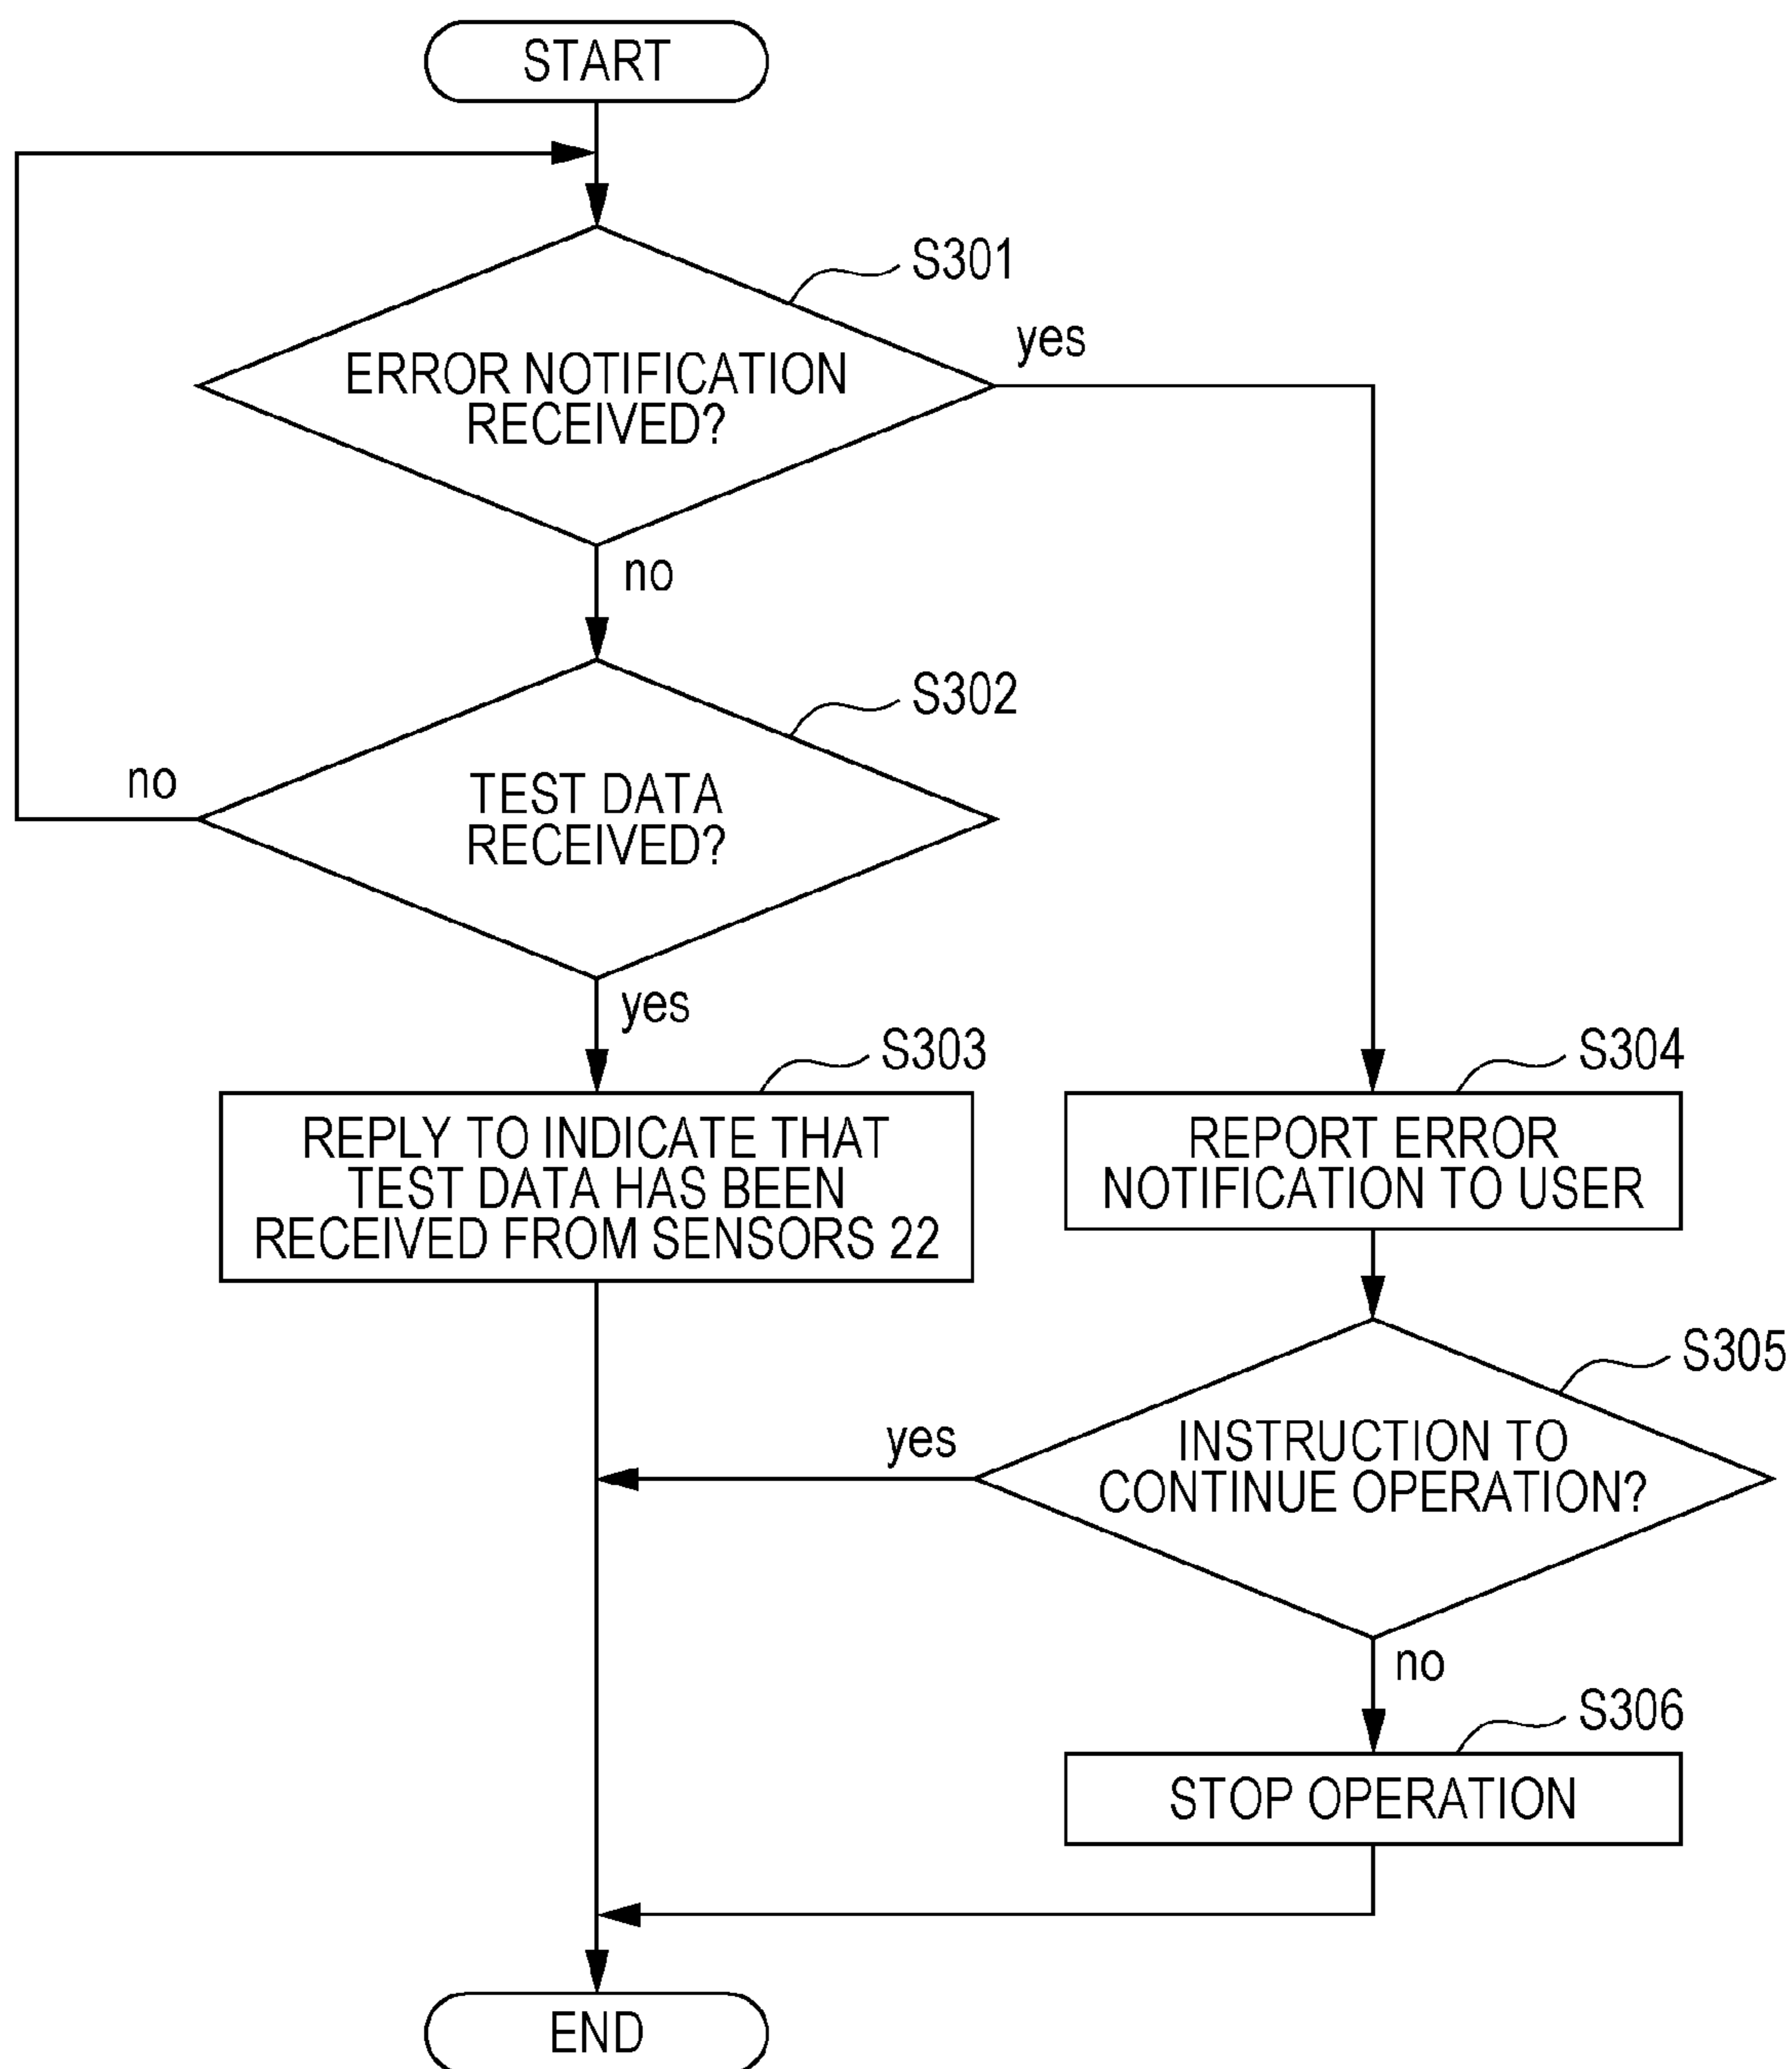 START
S301
yes
ERROR NOTIFICATION
RECEIVED?
no
S302
no
TEST DATA
RECEIVED?
yes
S303
REPLY TO INDICATE THAT
TEST DATA HAS BEEN
RECEIVED FROM SENSORS 22
S304
REPORT ERROR
NOTIFICATION TO USER
S305
yes
INSTRUCTION TO
CONTINUE OPERATION?
no
S306
STOP OPERATION
END